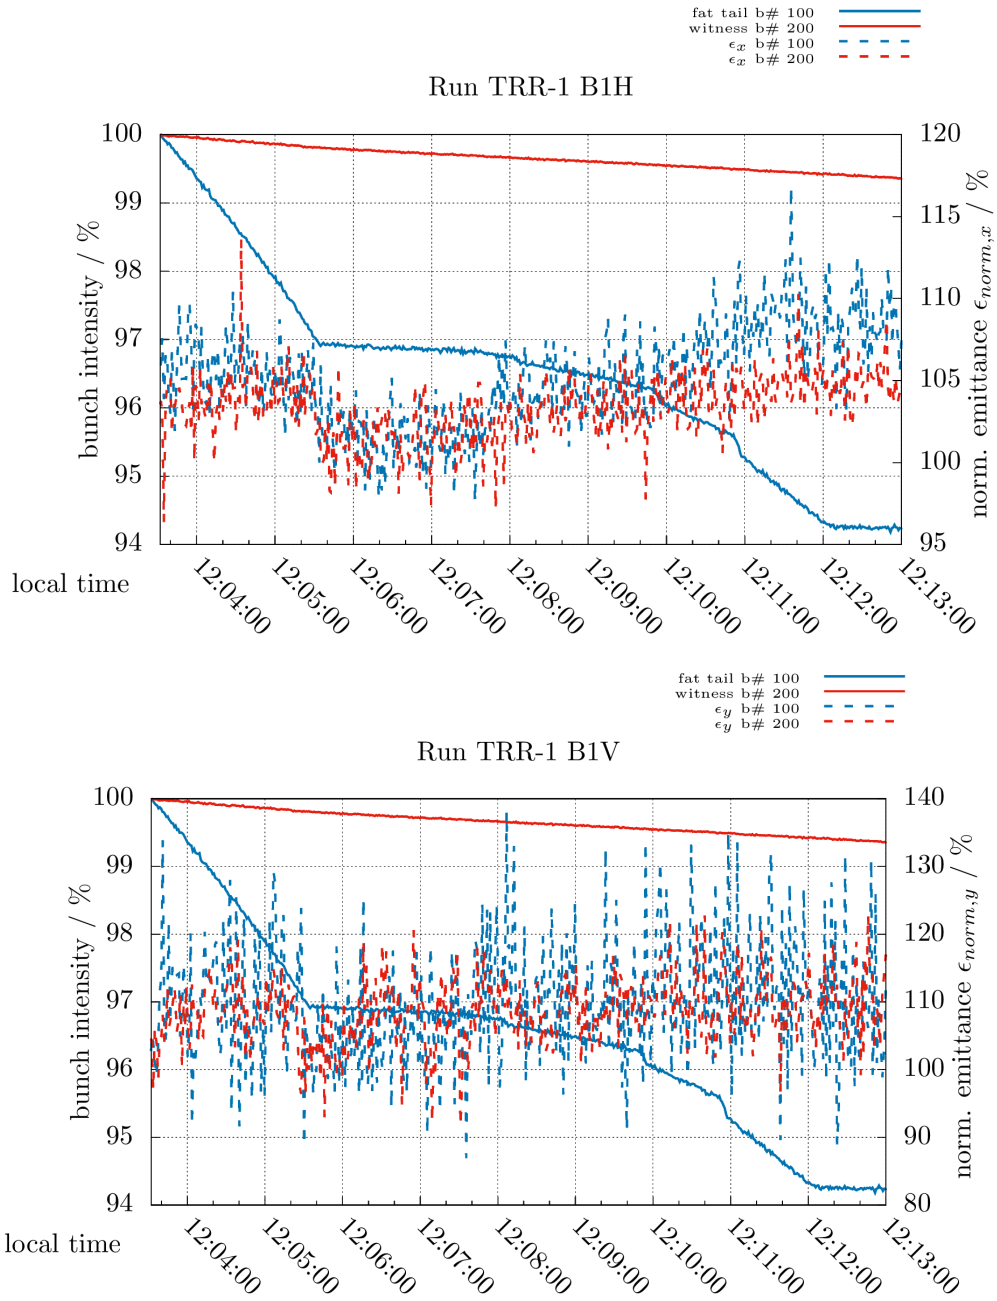 fat tail b# 100
witness b# 200
ϵx b# 100
ϵx b# 200
Run TRR-1 B1H
100
99
98
97
96
95
94
bunch intensity / %
120
115
110
105
100
95
norm. emittance ϵnorm,x / %
local time
12:04:00
12:05:00
12:06:00
12:07:00
12:08:00
12:09:00
12:10:00
12:11:00
12:12:00
12:13:00
fat tail b# 100
witness b# 200
ϵy b# 100
ϵy b# 200
Run TRR-1 B1V
100
99
98
97
96
95
94
bunch intensity / %
140
130
120
110
100
90
80
norm. emittance ϵnorm,y / %
local time
12:04:00
12:05:00
12:06:00
12:07:00
12:08:00
12:09:00
12:10:00
12:11:00
12:12:00
12:13:00